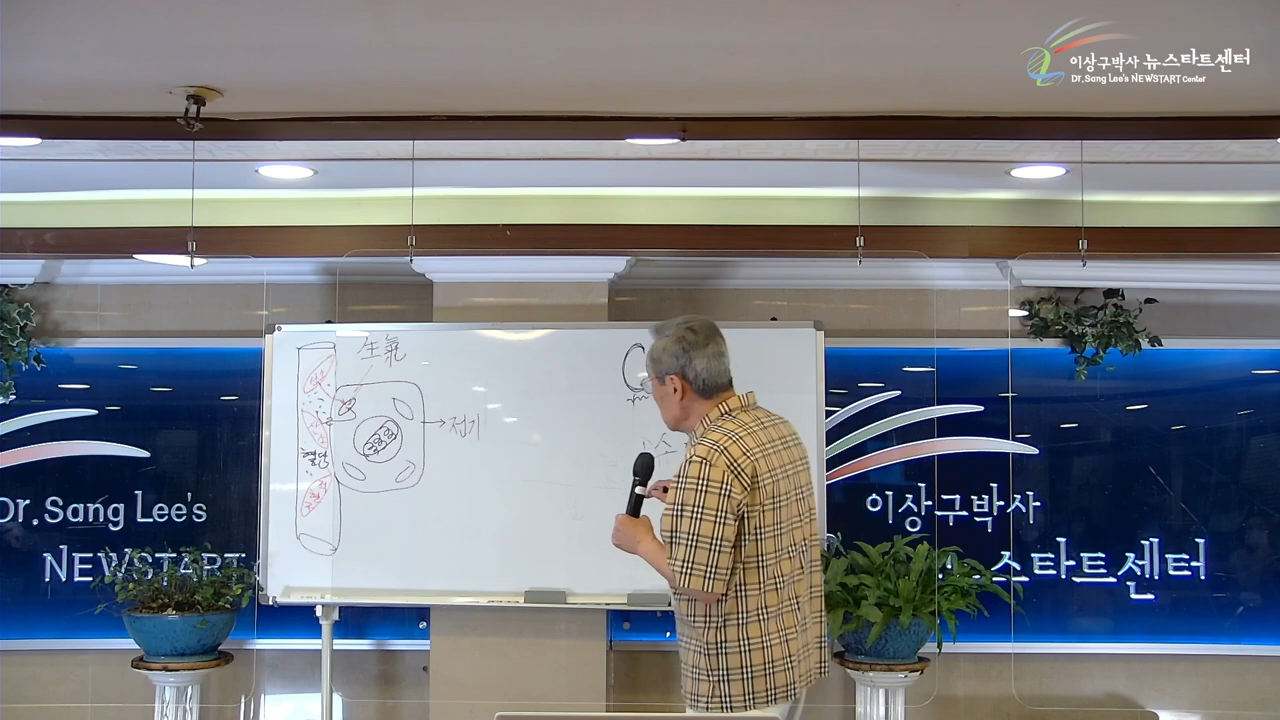 이상구박사 뉴스타트센터
Dr. Sang Lee's NEWSTART Center
生氣
전기
혈당
Dr. Sang Lee's
NEWSTART
이상구박사
스타트센터